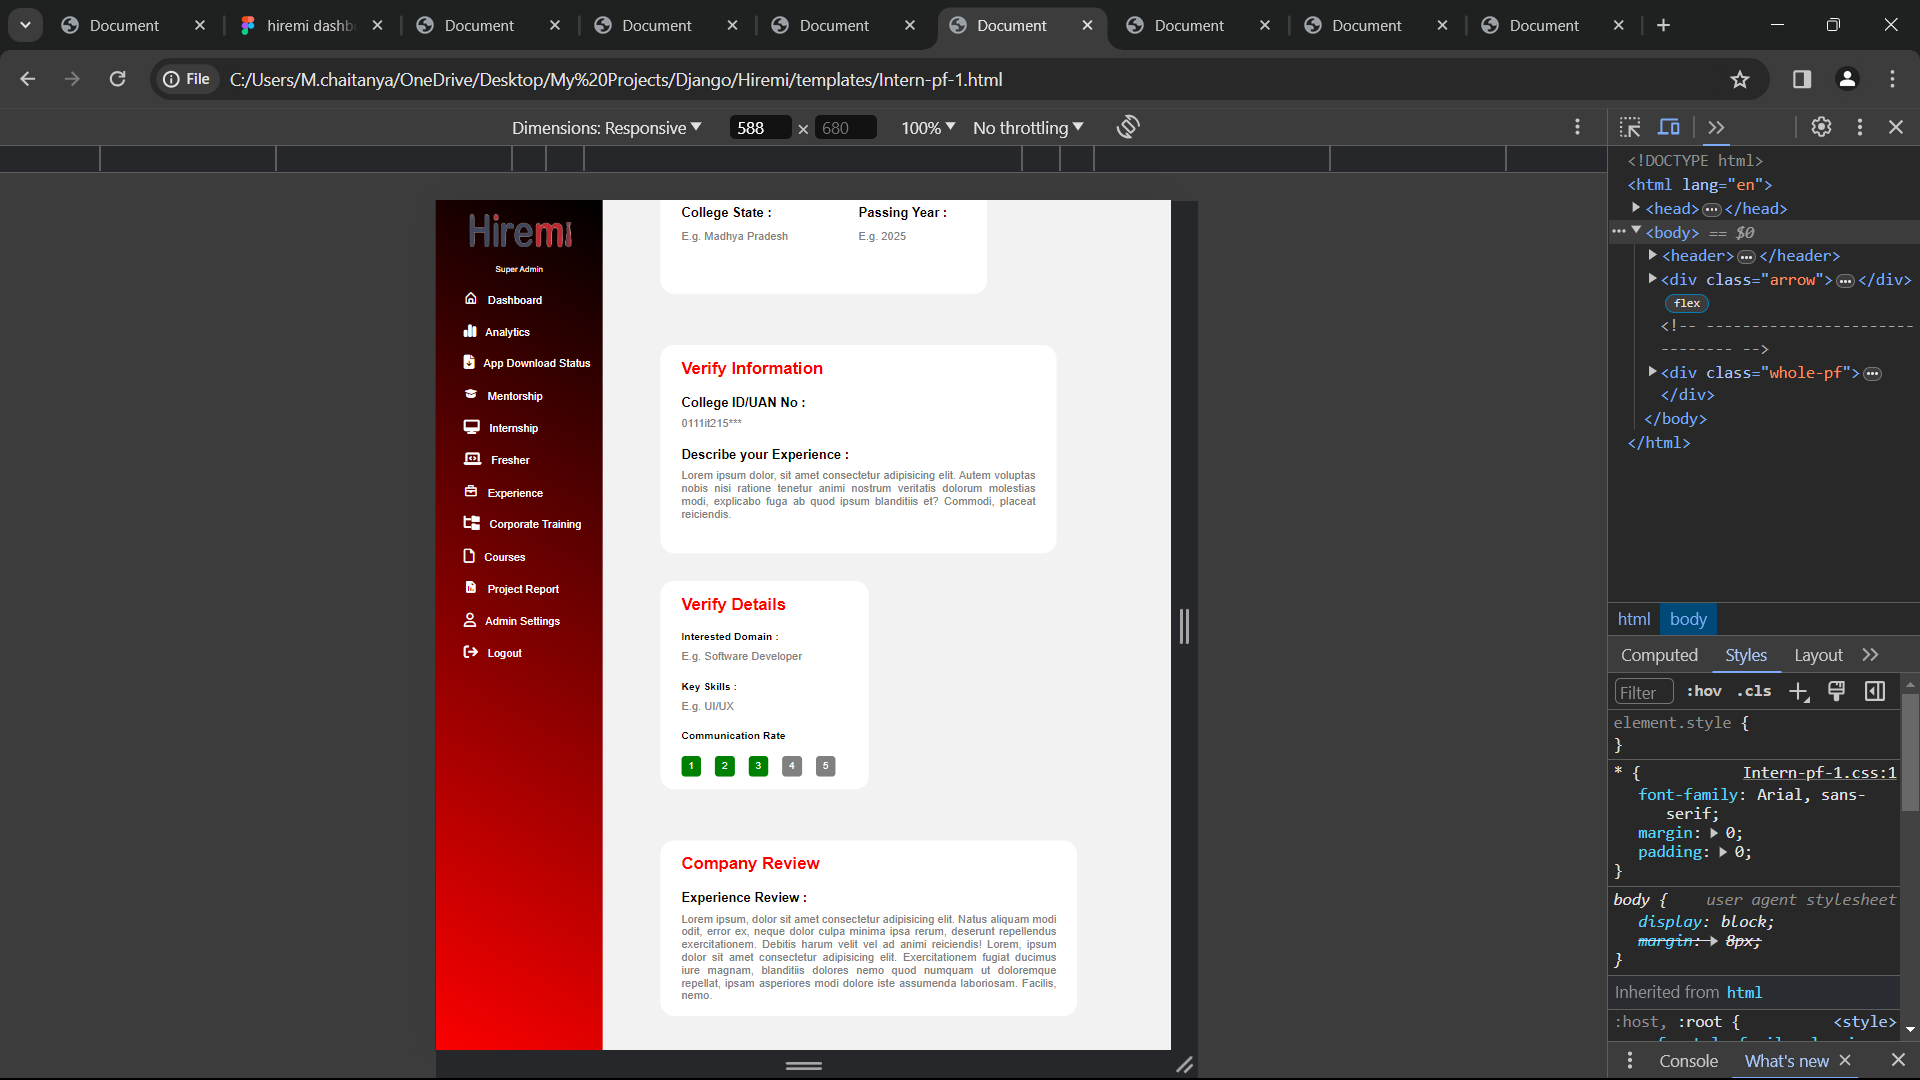 Document
hiremi dashb
Document
Document
Document
Document
Document
Document
Document
File
C:/Users/M.chaitanya/OneDrive/Desktop/My%20Projects/Django/Hiremi/templates/Intern-pf-1.html
Dimensions: Responsive
588 × 680
100%
No throttling
Hiremi
Super Admin
Dashboard
Analytics
App Download Status
Mentorship
Internship
Fresher
Experience
Corporate Training
Courses
Project Report
Admin Settings
Logout
College State :
E.g. Madhya Pradesh
Passing Year :
E.g. 2025
Verify Information
College ID/UAN No :
0111it215***
Describe your Experience :
Lorem ipsum dolor, sit amet consectetur adipisicing elit. Autem voluptas
nobis nisi ratione tenetur animi nostrum veritatis dolorum molestias
modi, explicabo fuga ab quod ipsum blanditiis et? Commodi, placeat
reiciendis.
Verify Details
Interested Domain :
E.g. Software Developer
Key Skills :
E.g. UI/UX
Communication Rate
1 2 3 4 5
Company Review
Experience Review :
Lorem ipsum, dolor sit amet consectetur adipisicing elit. Natus aliquam modi
odit, error ex, neque dolor culpa minima ipsa rerum, deserunt repellendus
exercitationem. Debitis harum velit vel ad animi reiciendis! Lorem, ipsum
dolor sit amet consectetur adipisicing elit. Exercitationem fugiat ducimus
iure magnam, blanditiis dolores nemo quod numquam ut doloremque
repellat, ipsam asperiores modi dolore iste assumenda laboriosam. Facilis,
nemo.
<!DOCTYPE html>
<html lang="en">
<head>…</head>
<body> == $0
<header>…</header>
<div class="arrow">…</div>
flex
<!-- -----------------------
-------- -->
<div class="whole-pf">…
</div>
</body>
</html>
html body
Computed Styles Layout
Filter :hov .cls
element.style {
}
* { Intern-pf-1.css:1
font-family: Arial, sans-
serif;
margin: 0;
padding: 0;
}
body { user agent stylesheet
display: block;
margin: 8px;
}
Inherited from html
:host, :root { <style>
Console What's new